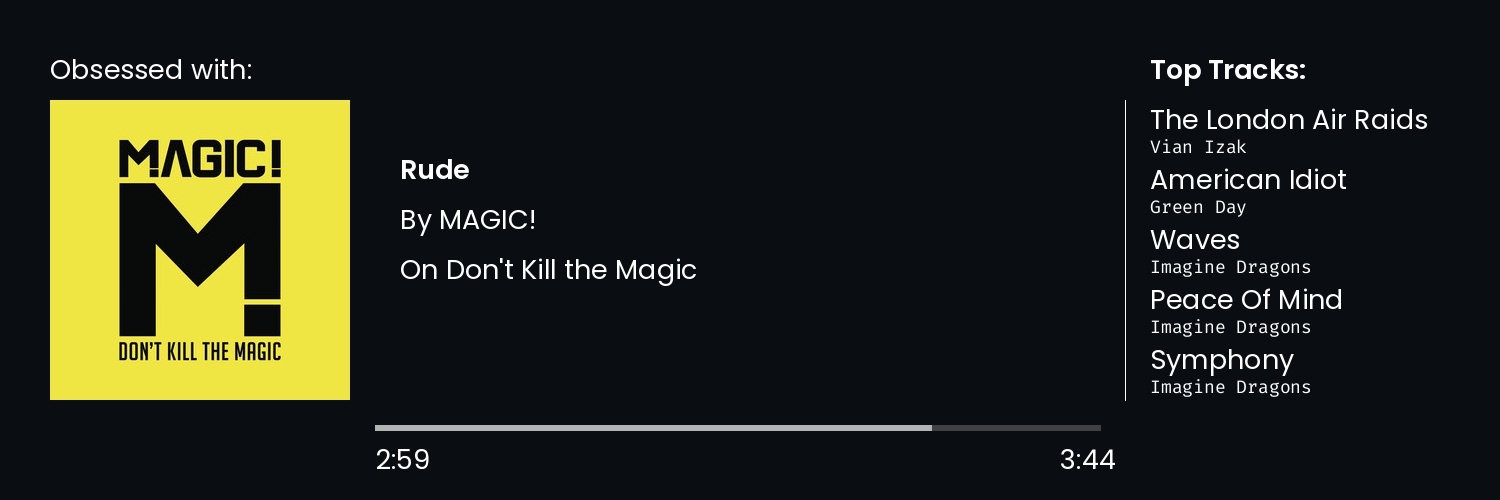 Obsessed with:
MAGIC!
M!
DON'T KILL THE MAGIC
Rude
By MAGIC!
On Don't Kill the Magic
2:59
3:44
Top Tracks:
The London Air Raids
Vian Izak
American Idiot
Green Day
Waves
Imagine Dragons
Peace Of Mind
Imagine Dragons
Symphony
Imagine Dragons